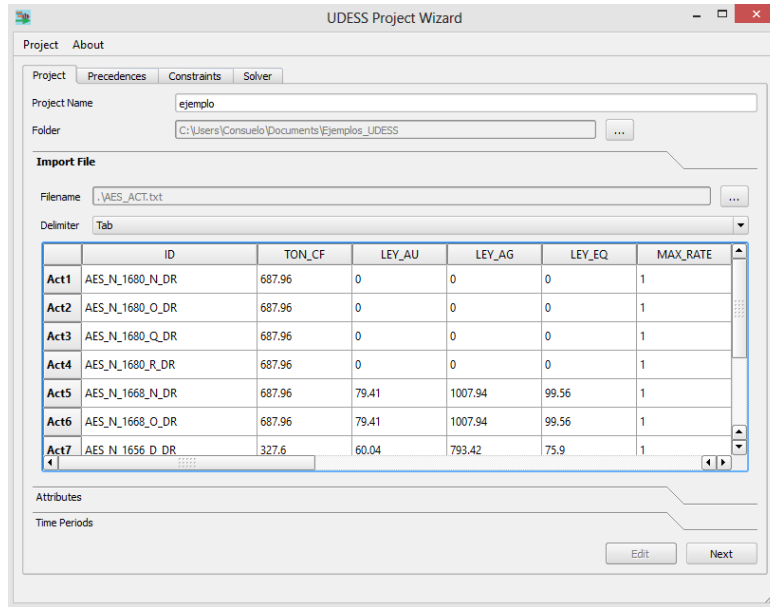 UDESS Project Wizard
Project About
Project Precedences Constraints Solver
Project Name ejemplo
Folder C:\Users\Consuelo\Documents\Ejemplos_UDESS ...
Import File
Filename .\AES_ACT.txt ...
Delimiter Tab
ID TON_CF LEY_AU LEY_AG LEY_EQ MAX_RATE
Act1 AES_N_1680_N_DR 687.96 0 0 0 1
Act2 AES_N_1680_O_DR 687.96 0 0 0 1
Act3 AES_N_1680_Q_DR 687.96 0 0 0 1
Act4 AES_N_1680_R_DR 687.96 0 0 0 1
Act5 AES_N_1668_N_DR 687.96 79.41 1007.94 99.56 1
Act6 AES_N_1668_O_DR 687.96 79.41 1007.94 99.56 1
Act7 AES_N_1656_D_DR 327.6 60.04 793.42 75.9 1
Attributes
Time Periods
Edit Next